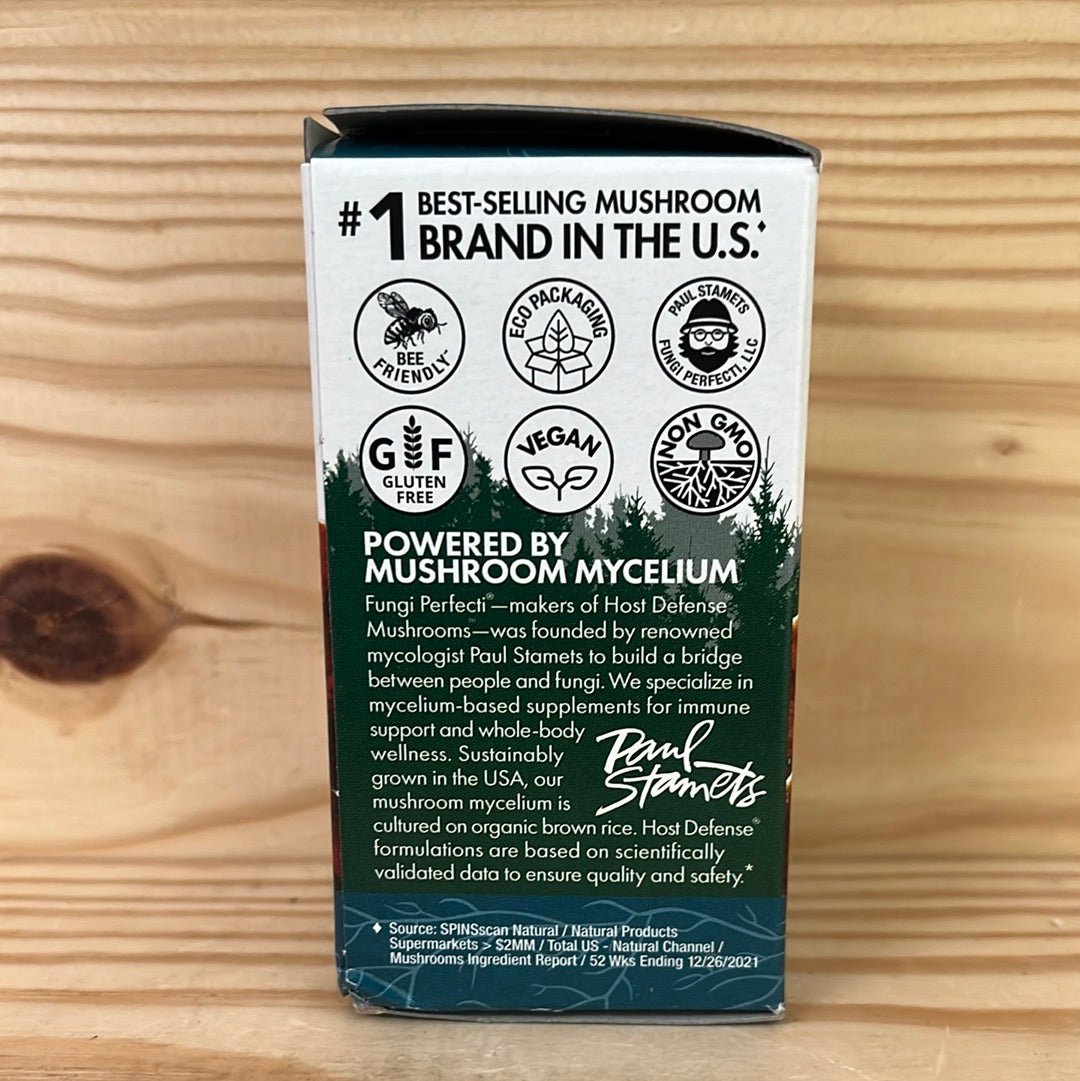 #1 BEST-SELLING MUSHROOM
BRAND IN THE U.S.♦
BEE
FRIENDLY™
ECO PACKAGING
PAUL STAMETS
FUNGI PERFECTI, LLC
G F
GLUTEN
FREE
VEGAN
NON GMO
POWERED BY
MUSHROOM MYCELIUM™
Fungi Perfecti®—makers of Host Defense®
Mushrooms™—was founded by renowned
mycologist Paul Stamets to build a bridge
between people and fungi. We specialize in
mycelium-based supplements for immune
support and whole-body
wellness. Sustainably
grown in the USA, our
mushroom mycelium is
Paul
Stamets
cultured on organic brown rice. Host Defense®
formulations are based on scientifically
validated data to ensure quality and safety.*
♦ Source: SPINSscan Natural / Natural Products
Supermarkets > $2MM / Total US - Natural Channel /
Mushrooms Ingredient Report / 52 Wks Ending 12/26/2021